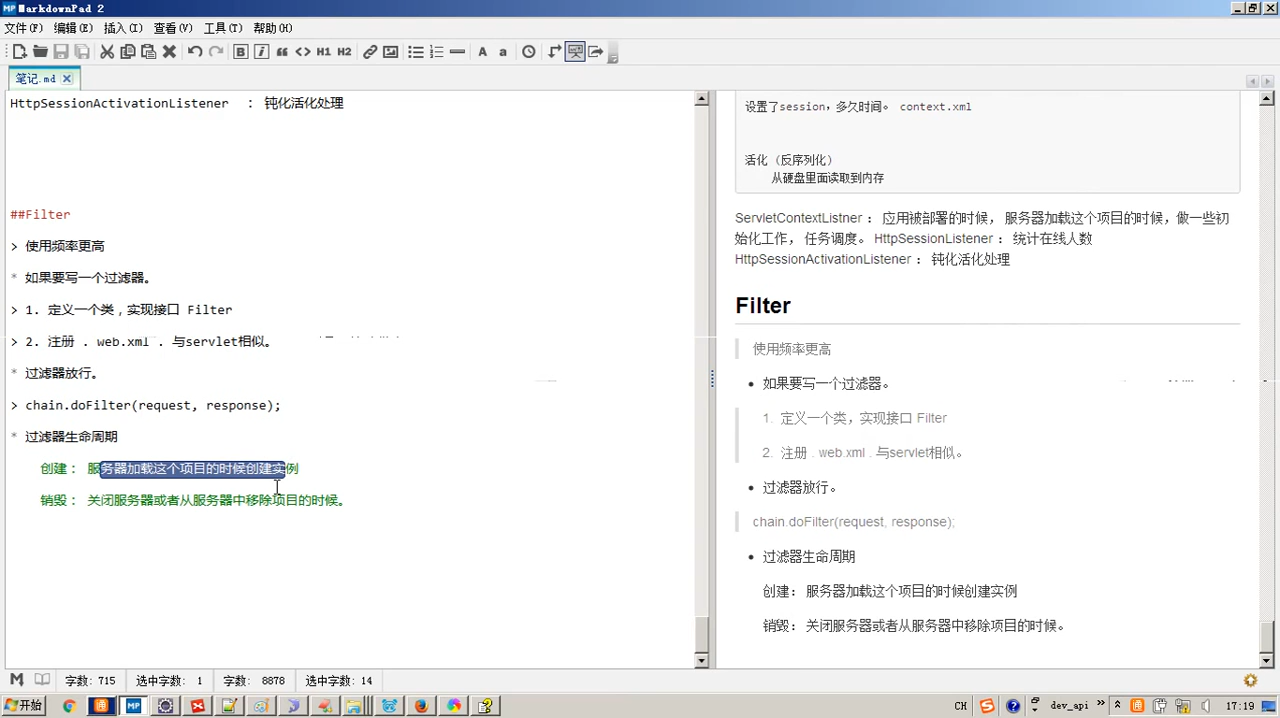 MarkdownPad 2
文件(F) 编辑(E) 插入(I) 查看(V) 工具(T) 帮助(H)
B i “ <> H1 H2 A a
笔记.md
HttpSessionActivationListener : 钝化活化处理
##Filter
> 使用频率更高
* 如果要写一个过滤器。
> 1. 定义一个类，实现接口 Filter
> 2. 注册 . web.xml . 与servlet相似。
* 过滤器放行。
> chain.doFilter(request, response);
* 过滤器生命周期
创建： 服务器加载这个项目的时候创建实例
销毁： 关闭服务器或者从服务器中移除项目的时候。
设置了session，多久时间。 context.xml
活化（反序列化）
从硬盘里面读取到内存
ServletContextListner： 应用被部署的时候， 服务器加载这个项目的时候，做一些初
始化工作， 任务调度。 HttpSessionListener： 统计在线人数
HttpSessionActivationListener： 钝化活化处理
Filter
使用频率更高
• 如果要写一个过滤器。
1. 定义一个类，实现接口 Filter
2. 注册 . web.xml . 与servlet相似。
• 过滤器放行。
chain.doFilter(request, response);
• 过滤器生命周期
创建： 服务器加载这个项目的时候创建实例
销毁： 关闭服务器或者从服务器中移除项目的时候。
字数: 715 选中字数: 1 字数: 8878 选中字数: 14
开始 CH dev_api » 17:19